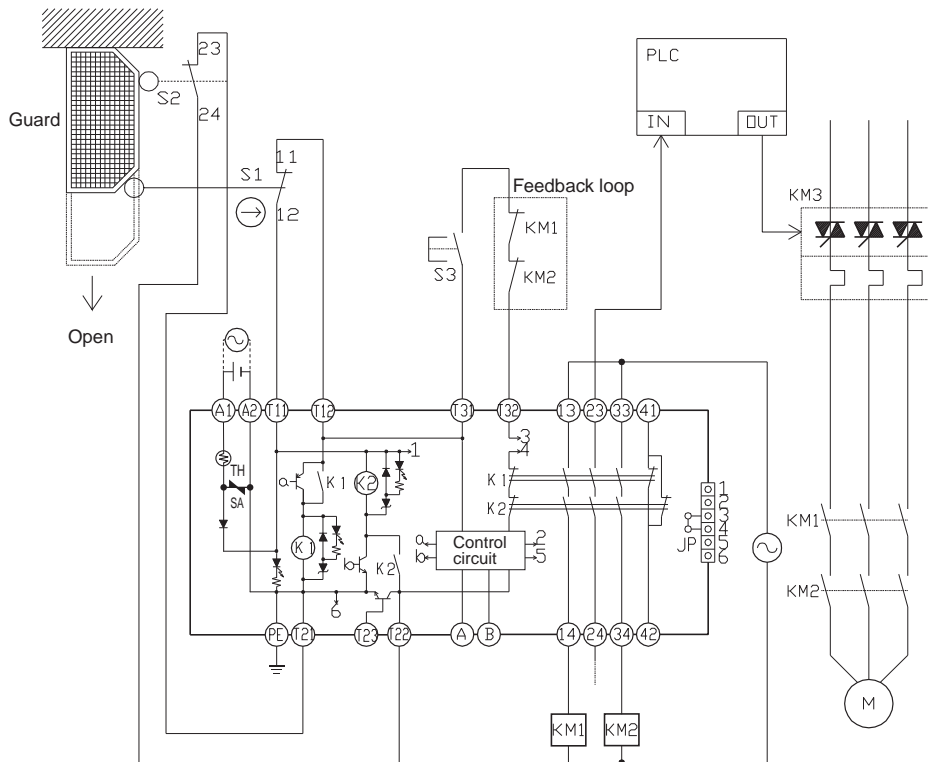 23
PLC
Guard
S2
24
IN
OUT
11
S1
12
Feedback loop
KM3
KM1
S3
KM2
Open
A1
A2
T11
T12
T31
T32
13
23
33
41
3
4
1
TH
SA
a
K1
K2
K1
K2
1
2
3
4
5
6
JP
KM1
K1
b
K2
a
b
Control
circuit
2
5
KM2
6
PE
T21
T23
T22
A
B
14
24
34
42
M
KM1
KM2